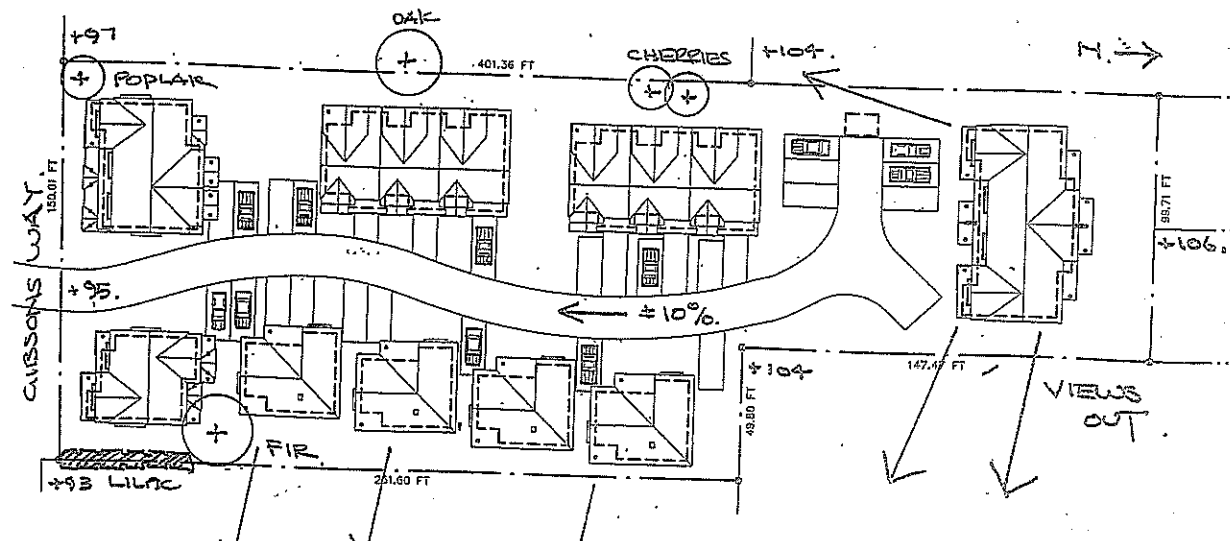 OAK
+97
401.36 FT
CHERRIES
+104.
N.
POPLAR
GIBSONS WAY.
150.01 FT
99.71 FT
+106.
+95.
±10%.
+104
147.47 FT
VIEWS
OUT.
49.80 FT
FIR.
+93 LILAC
251.60 FT